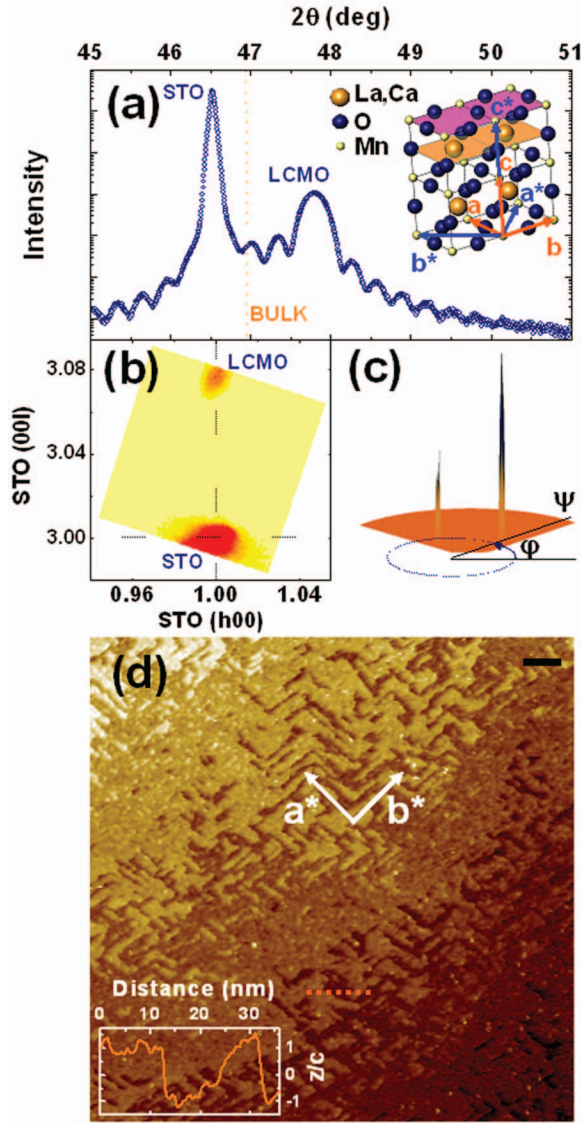 2θ (deg)
45 46 47 48 49 50 51
(a)
STO
LCMO
BULK
Intensity
La,Ca
O
Mn
c*
c
a
a*
b*
b
(b)
LCMO
3.08
3.04
3.00
STO (00l)
STO
0.96 1.00 1.04
STO (h00)
(c)
ψ
φ
(d)
a* b*
Distance (nm)
0 10 20 30
1
0
-1
z/c